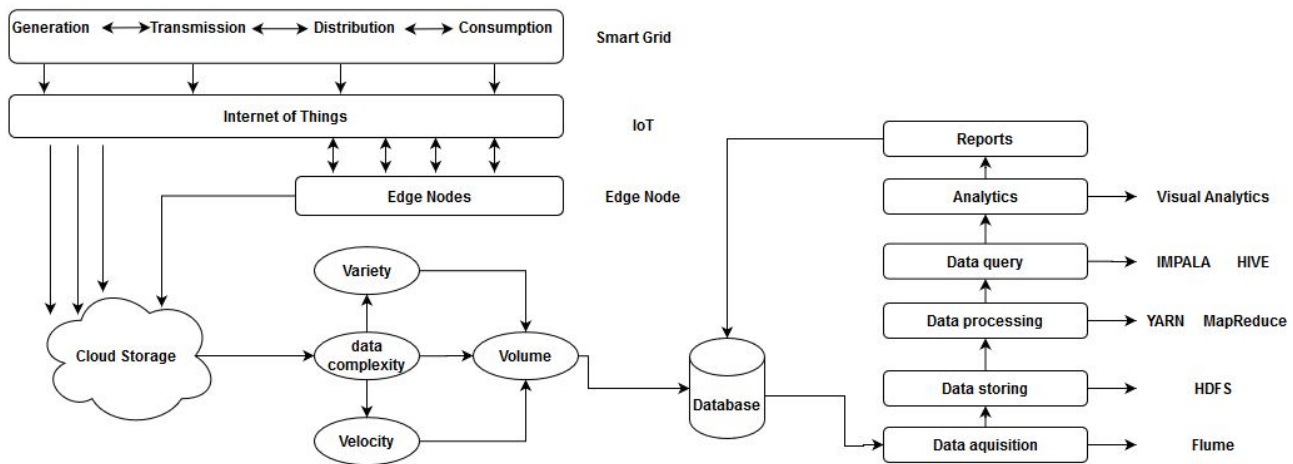 Generation Transmission Distribution Consumption
Smart Grid
Internet of Things
IoT
Edge Nodes
Edge Node
Reports
Analytics
Visual Analytics
Data query
IMPALA HIVE
Data processing
YARN MapReduce
Data storing
HDFS
Data aquisition
Flume
Variety
Cloud Storage
data
complexity
Volume
Velocity
Database